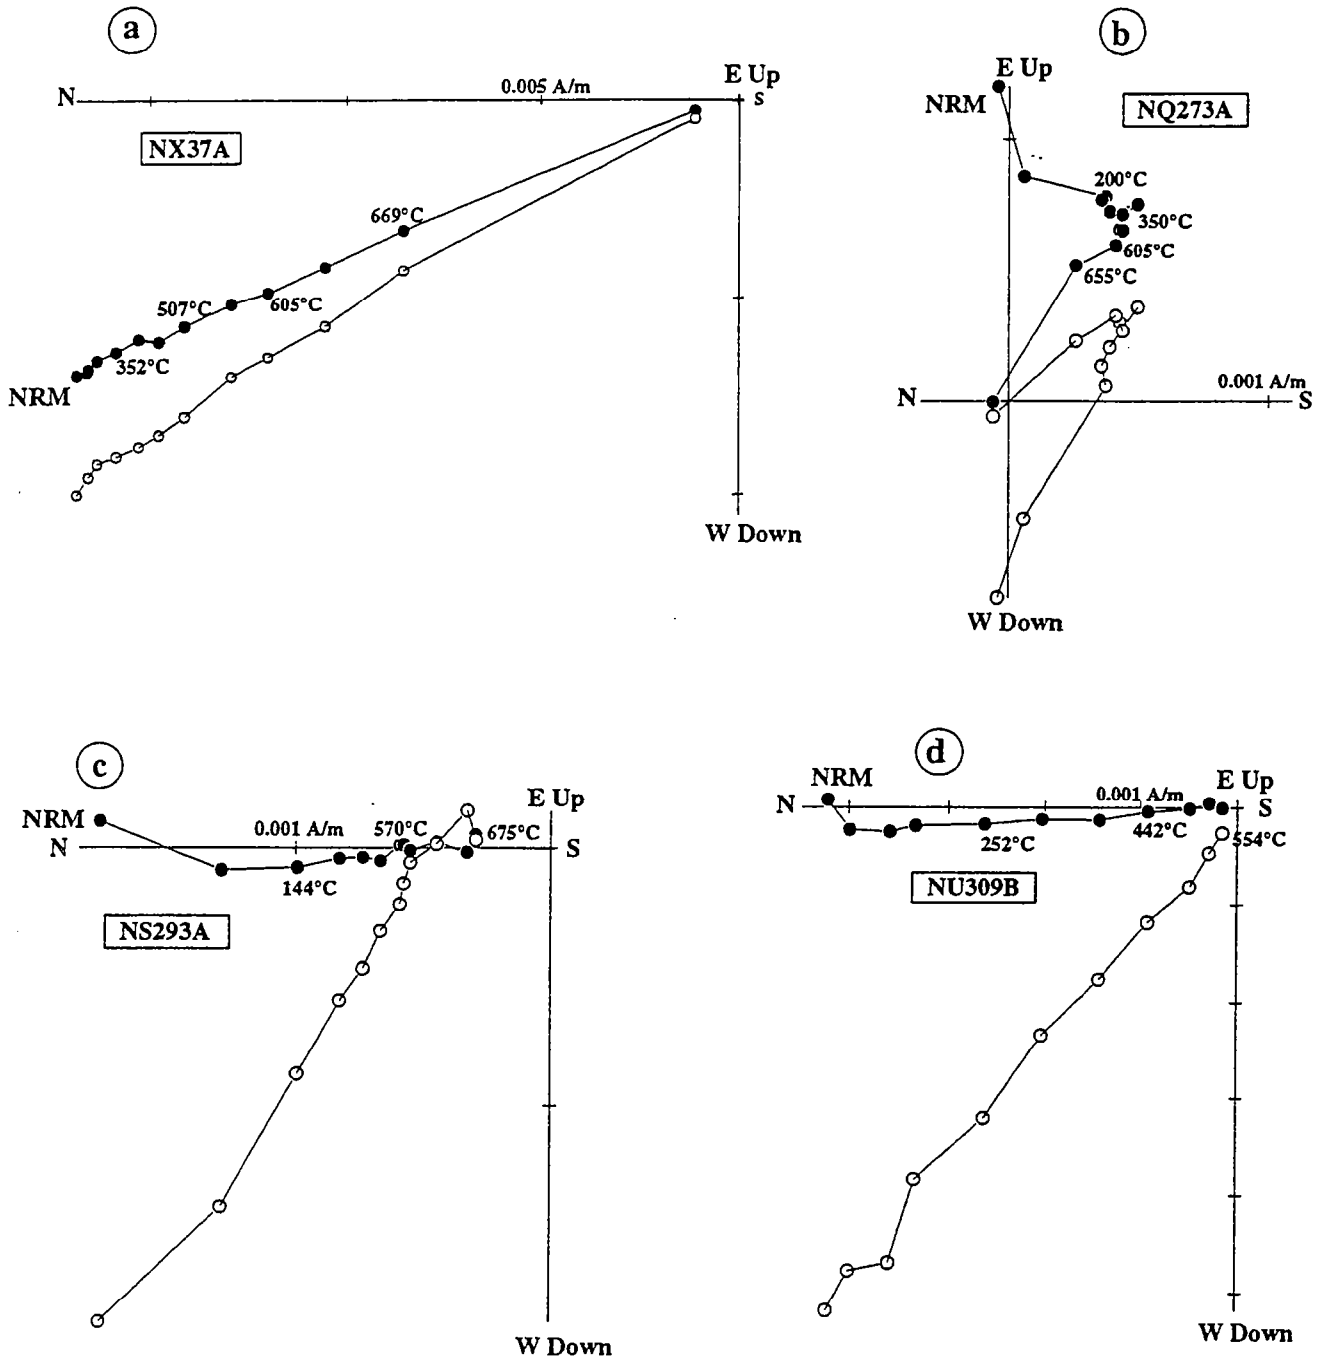 a
E Up
0.005 A/m
N
s
NX37A
669°C
507°C
605°C
352°C
NRM
W Down
b
E Up
NRM
NQ273A
200°C
350°C
605°C
655°C
0.001 A/m
N
S
W Down
c
E Up
NRM
0.001 A/m
570°C
675°C
N
S
144°C
NS293A
W Down
d
NRM
E Up
0.001 A/m
N
S
252°C
442°C
554°C
NU309B
W Down